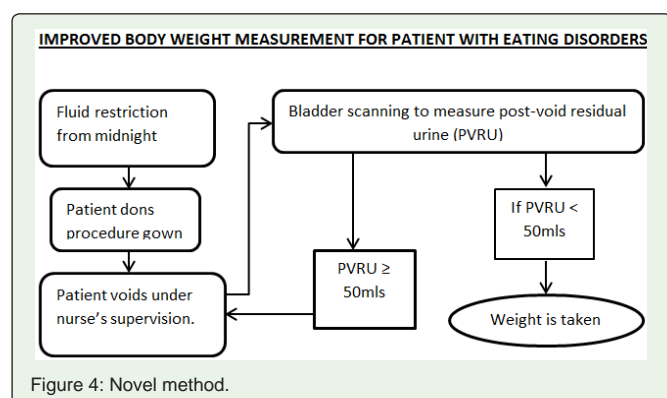 IMPROVED BODY WEIGHT MEASUREMENT FOR PATIENT WITH EATING DISORDERS
Fluid restriction
from midnight
Patient dons
procedure gown
Patient voids under
nurse's supervision.
Bladder scanning to measure post-void residual
urine (PVRU)
PVRU ≥
50mls
If PVRU <
50mls
Weight is taken
Figure 4: Novel method.